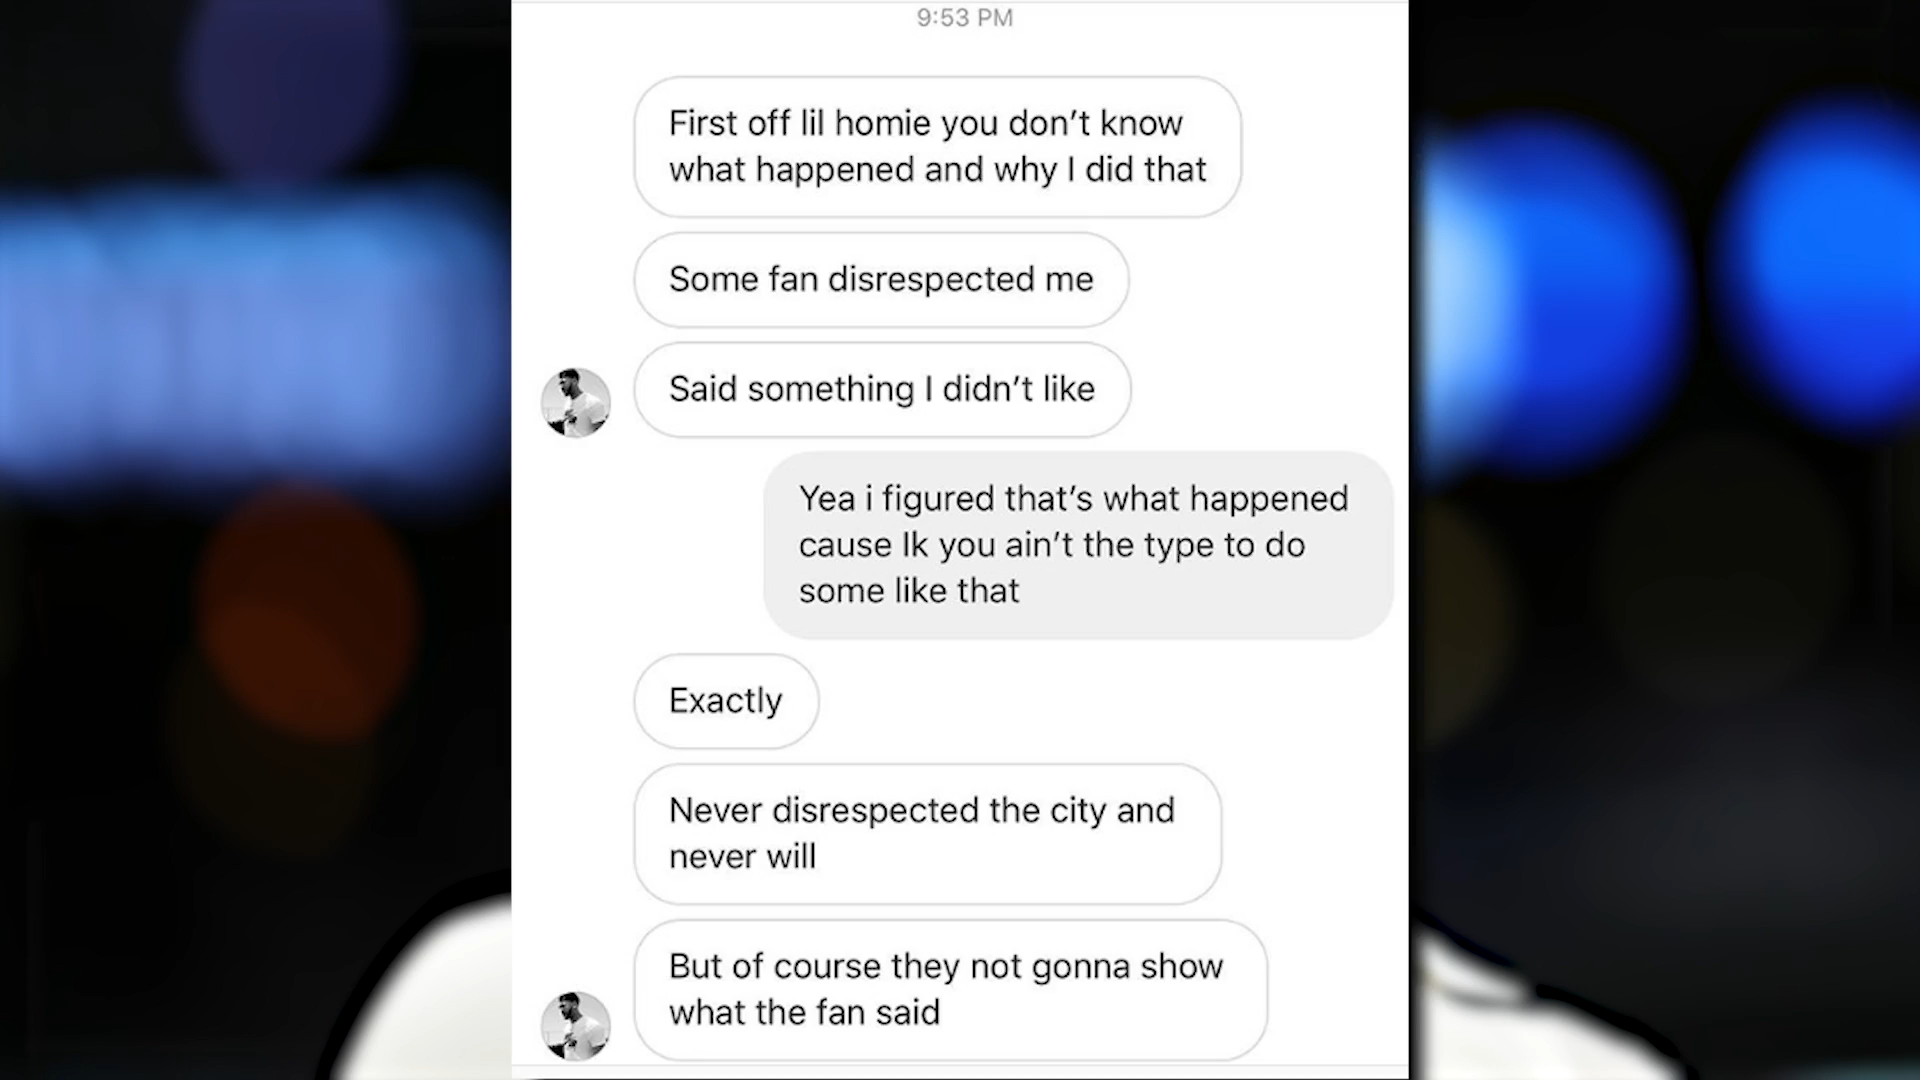 9:53 PM
First off lil homie you don’t know
what happened and why I did that
Some fan disrespected me
Said something I didn’t like
Yea i figured that’s what happened
cause Ik you ain’t the type to do
some like that
Exactly
Never disrespected the city and
never will
But of course they not gonna show
what the fan said